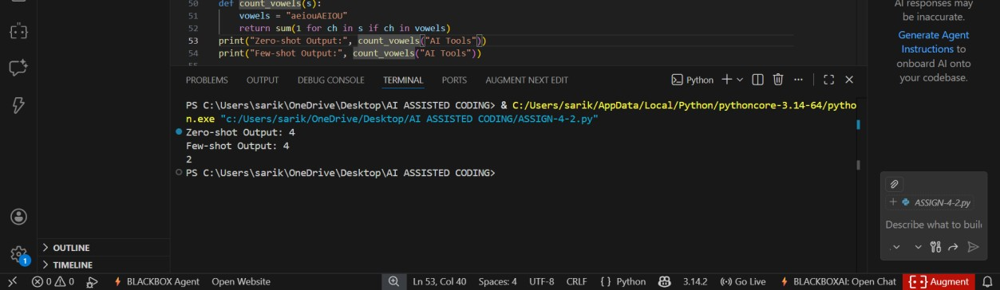 50 def count_vowels(s):
51 vowels = "aeiouAEIOU"
52 return sum(1 for ch in s if ch in vowels)
53 print("Zero-shot Output:", count_vowels("AI Tools"))
54 print("Few-shot Output:", count_vowels("AI Tools"))
55
AI responses may
be inaccurate.
Generate Agent
Instructions to
onboard AI onto
your codebase.
PROBLEMS OUTPUT DEBUG CONSOLE TERMINAL PORTS AUGMENT NEXT EDIT Python
PS C:\Users\sarik\OneDrive\Desktop\AI ASSISTED CODING> & C:/Users/sarik/AppData/Local/Python/pythoncore-3.14-64/pytho
n.exe "c:/Users/sarik/OneDrive/Desktop/AI ASSISTED CODING/ASSIGN-4-2.py"
Zero-shot Output: 4
Few-shot Output: 4
2
PS C:\Users\sarik\OneDrive\Desktop\AI ASSISTED CODING>
ASSIGN-4-2.py
Describe what to buil
1
OUTLINE
TIMELINE
0 0 BLACKBOX Agent Open Website Ln 53, Col 40 Spaces: 4 UTF-8 CRLF { } Python 3.14.2 Go Live BLACKBOXAI: Open Chat Augment